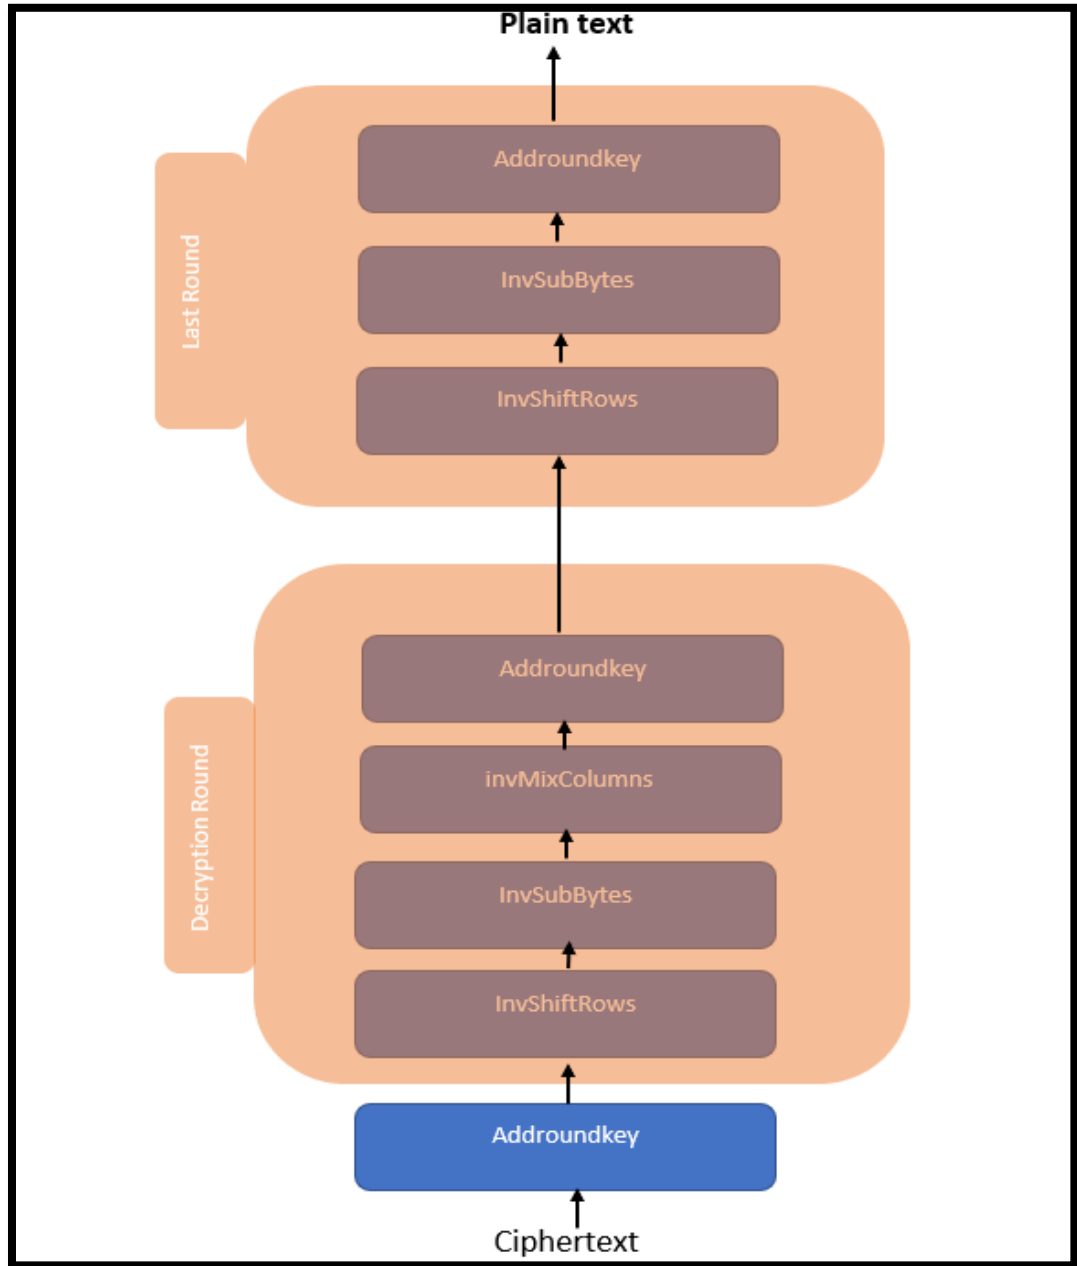 Plain text
Addroundkey
InvSubBytes
InvShiftRows
Last Round
Addroundkey
invMixColumns
InvSubBytes
InvShiftRows
Decryption Round
Addroundkey
Ciphertext